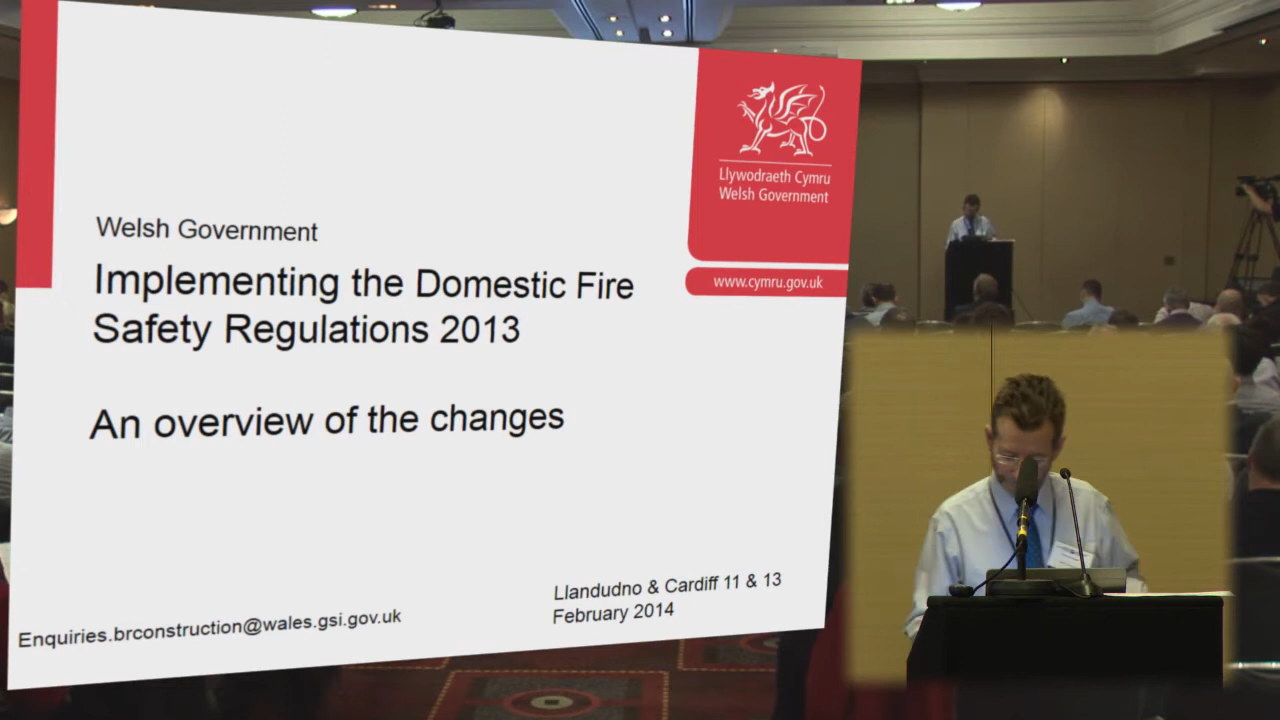 Llywodraeth Cymru
Welsh Government
www.cymru.gov.uk
Welsh Government
Implementing the Domestic Fire
Safety Regulations 2013
An overview of the changes
Llandudno & Cardiff 11 & 13
February 2014
Enquiries.brconstruction@wales.gsi.gov.uk